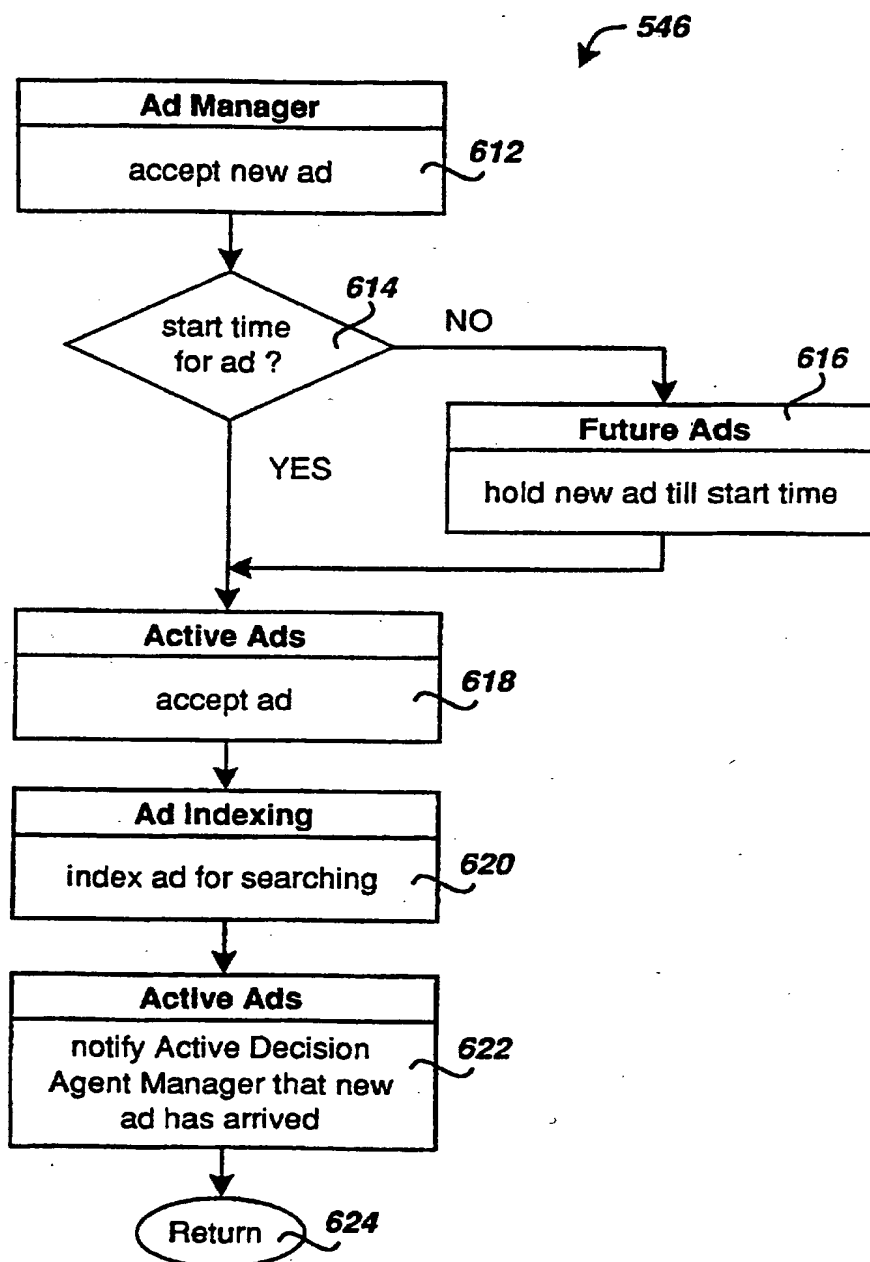 546
Ad Manager
accept new ad
612
start time
for ad ?
614
NO
YES
616
Future Ads
hold new ad till start time
Active Ads
accept ad
618
Ad Indexing
index ad for searching
620
Active Ads
notify Active Decision
Agent Manager that new
ad has arrived
622
Return
624